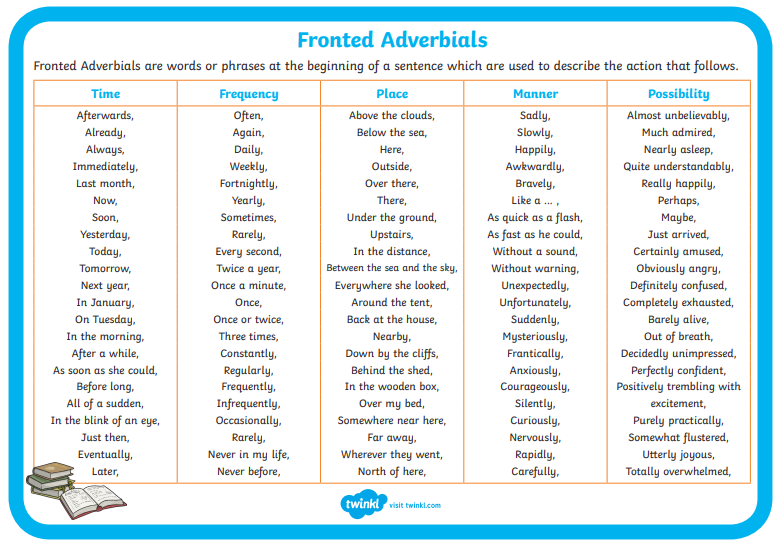 Fronted Adverbials
Fronted Adverbials are words or phrases at the beginning of a sentence which are used to describe the action that follows.
Time Frequency Place Manner Possibility
Afterwards, Often, Above the clouds, Sadly, Almost unbelievably,
Already, Again, Below the sea, Slowly, Much admired,
Always, Daily, Here, Happily, Nearly asleep,
Immediately, Weekly, Outside, Awkwardly, Quite understandably,
Last month, Fortnightly, Over there, Bravely, Really happily,
Now, Yearly, There, Like a ... , Perhaps,
Soon, Sometimes, Under the ground, As quick as a flash, Maybe,
Yesterday, Rarely, Upstairs, As fast as he could, Just arrived,
Today, Every second, In the distance, Without a sound, Certainly amused,
Tomorrow, Twice a year, Between the sea and the sky, Without warning, Obviously angry,
Next year, Once a minute, Everywhere she looked, Unexpectedly, Definitely confused,
In January, Once, Around the tent, Unfortunately, Completely exhausted,
On Tuesday, Once or twice, Back at the house, Suddenly, Barely alive,
In the morning, Three times, Nearby, Mysteriously, Out of breath,
After a while, Constantly, Down by the cliffs, Frantically, Decidedly unimpressed,
As soon as she could, Regularly, Behind the shed, Anxiously, Perfectly confident,
Before long, Frequently, In the wooden box, Courageously, Positively trembling with
All of a sudden, Infrequently, Over my bed, Silently, excitement,
In the blink of an eye, Occasionally, Somewhere near here, Curiously, Purely practically,
Just then, Rarely, Far away, Nervously, Somewhat flustered,
Eventually, Never in my life, Wherever they went, Rapidly, Utterly joyous,
Later, Never before, North of here, Carefully, Totally overwhelmed,
twinkl visit twinkl.com